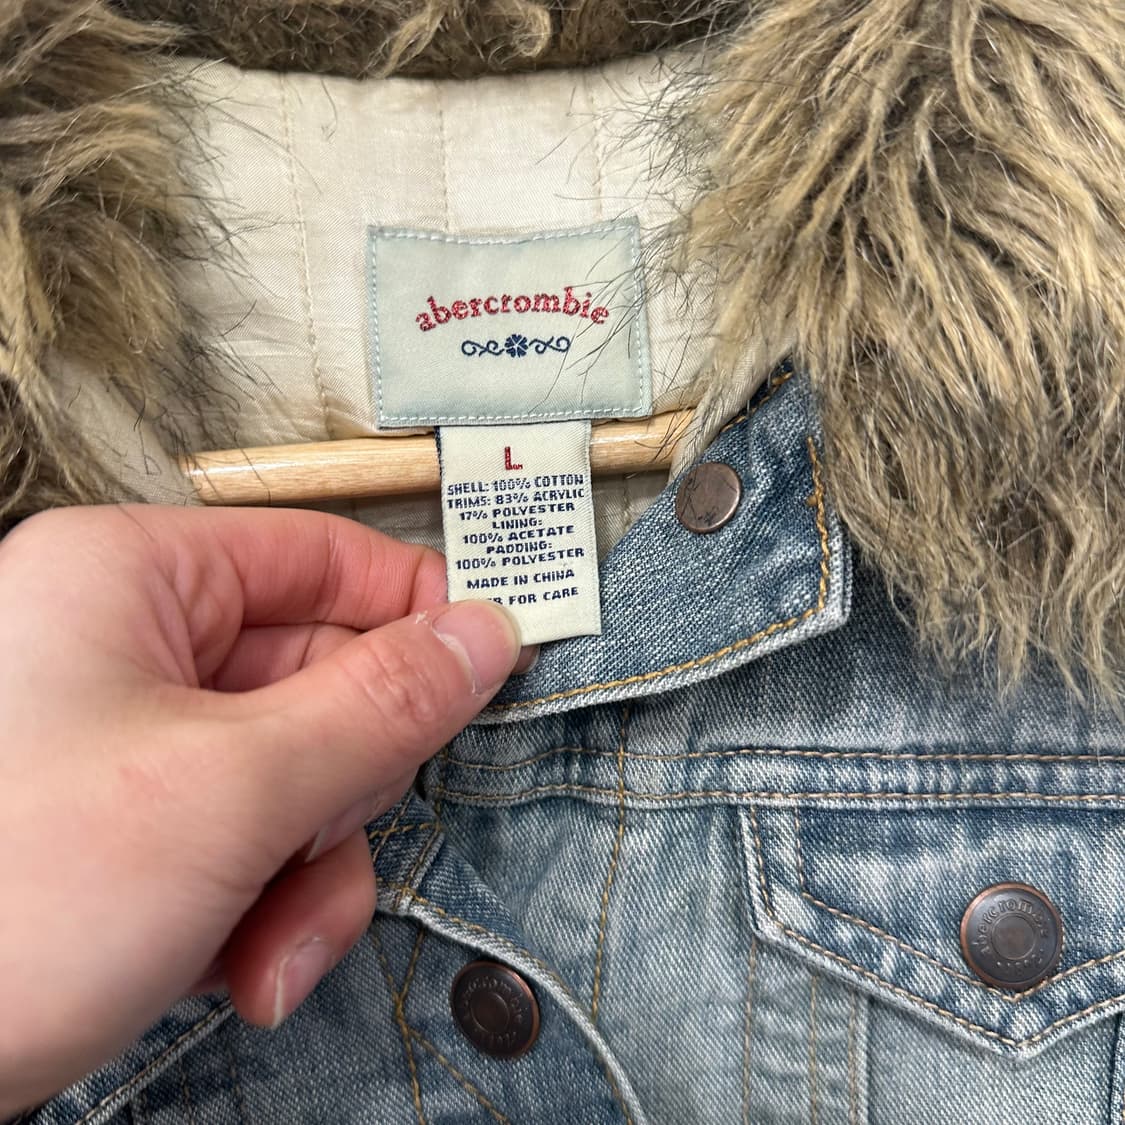 abercrombie
L
SHELL: 100% COTTON
TRIMS: 83% ACRYLIC
17% POLYESTER
LINING:
100% ACETATE
PADDING:
100% POLYESTER
MADE IN CHINA
FOR CARE
abercrombie